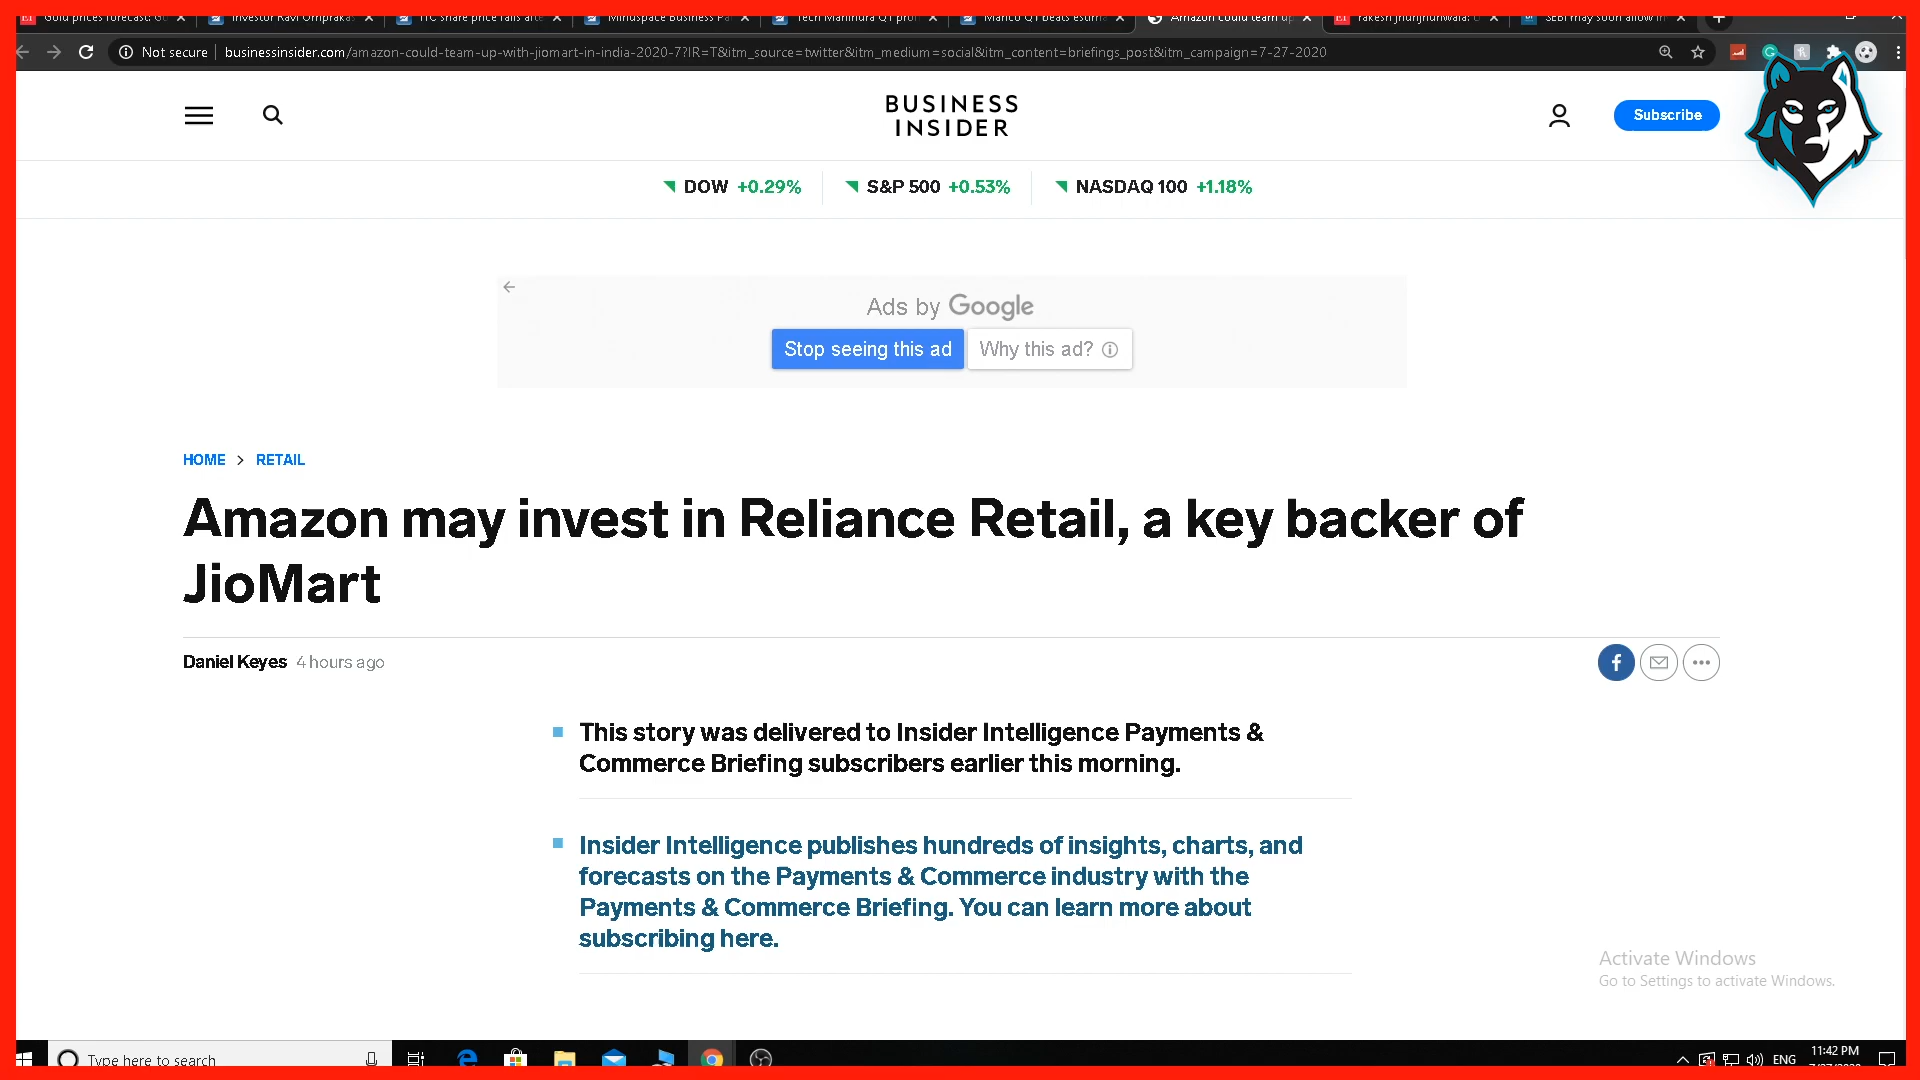 Gold prices forecast: G
Investor Ravi Omprakas
ITC share price falls afte
Mindspace Business Pa
Tech Mahindra Q1 prof
Marico Q1 beats estima
Amazon could team up
rakesh jhunjhunwala:
SEBI may soon allow in
Not secure businessinsider.com/amazon-could-team-up-with-jiomart-in-india-2020-7?IR=T&itm_source=twitter&itm_medium=social&itm_content=briefings_post&itm_campaign=7-27-2020
BUSINESS
INSIDER
Subscribe
DOW +0.29% S&P 500 +0.53% NASDAQ 100 +1.18%
Ads by Google
Stop seeing this ad Why this ad?
HOME > RETAIL
Amazon may invest in Reliance Retail, a key backer of
JioMart
Daniel Keyes 4 hours ago
This story was delivered to Insider Intelligence Payments &
Commerce Briefing subscribers earlier this morning.
Insider Intelligence publishes hundreds of insights, charts, and
forecasts on the Payments & Commerce industry with the
Payments & Commerce Briefing. You can learn more about
subscribing here.
Activate Windows
Go to Settings to activate Windows.
Type here to search
ENG
11:42 PM